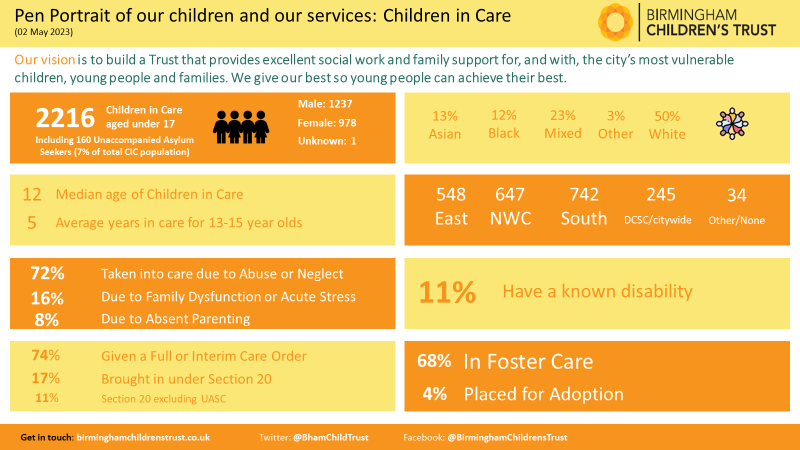 Pen Portrait of our children and our services: Children in Care
(02 May 2023)
BIRMINGHAM
CHILDREN'S TRUST
Our vision is to build a Trust that provides excellent social work and family support for, and with, the city's most vulnerable
children, young people and families. We give our best so young people can achieve their best.
2216 Children in Care
aged under 17
Including 160 Unaccompanied Asylum
Seekers (7% of total CIC population)
Male: 1237
Female: 978
Unknown: 1
13% 12% 23% 3% 50%
Asian Black Mixed Other White
12 Median age of Children in Care
5 Average years in care for 13-15 year olds
548 647 742 245 34
East NWC South DCSC/citywide Other/None
72% Taken into care due to Abuse or Neglect
16% Due to Family Dysfunction or Acute Stress
8% Due to Absent Parenting
11% Have a known disability
74% Given a Full or Interim Care Order
17% Brought in under Section 20
11% Section 20 excluding UASC
68% In Foster Care
4% Placed for Adoption
Get in touch: birminghamchildrenstrust.co.uk Twitter: @BhamChildTrust Facebook: @BirminghamChildrensTrust